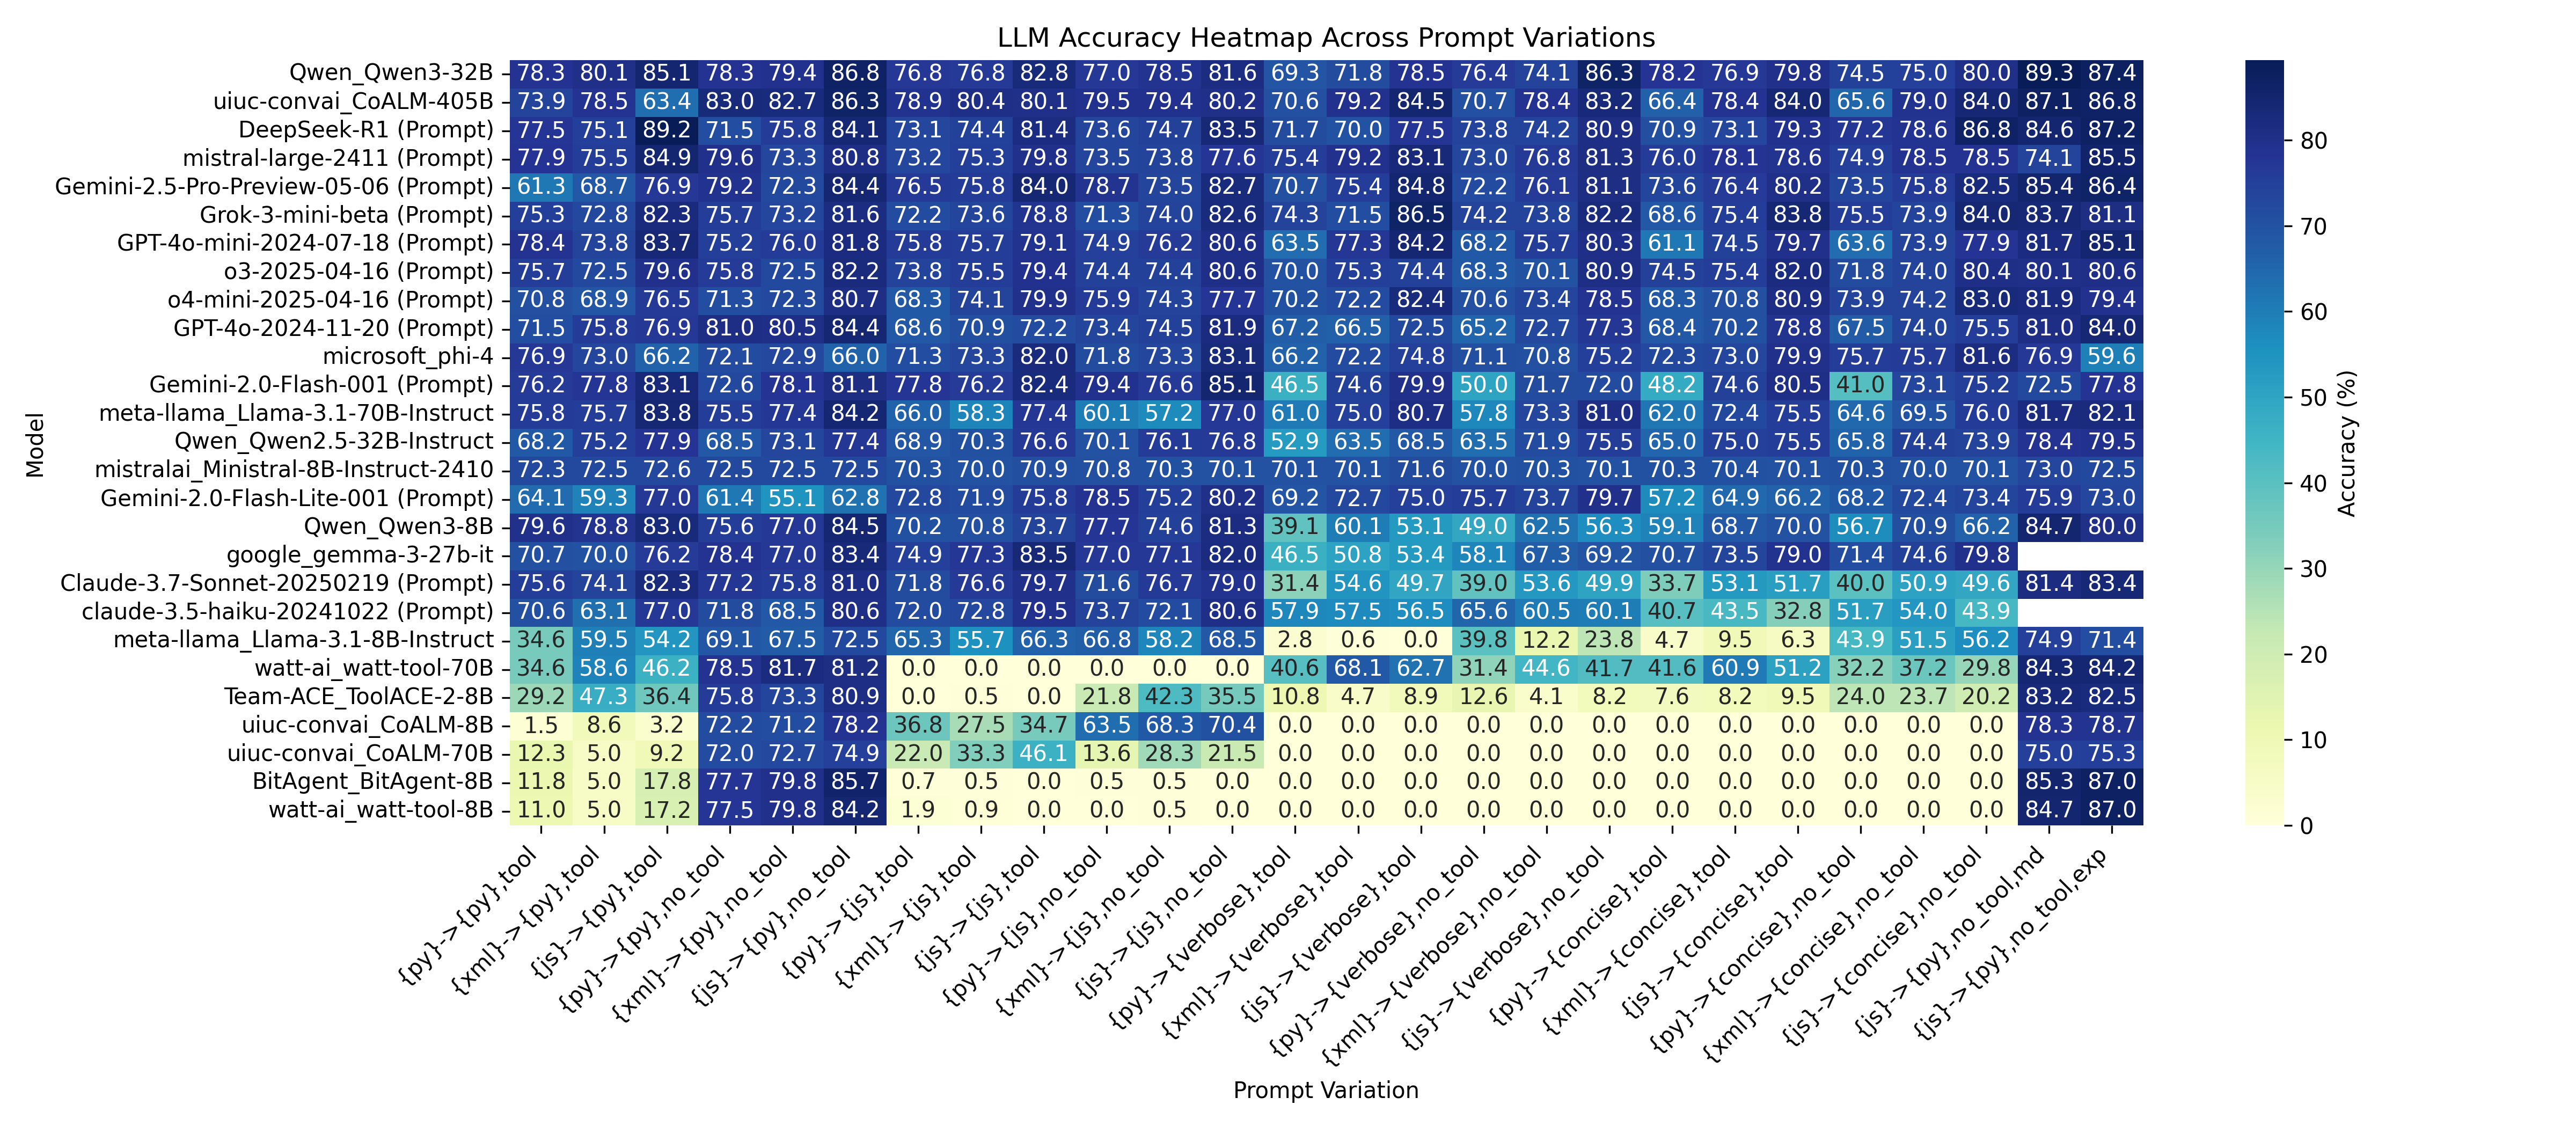 LLM Accuracy Heatmap Across Prompt Variations
Qwen_Qwen3-32B 78.3 80.1 85.1 78.3 79.4 86.8 76.8 76.8 82.8 77.0 78.5 81.6 69.3 71.8 78.5 76.4 74.1 86.3 78.2 76.9 79.8 74.5 75.0 80.0 89.3 87.4
uiuc-convai_CoALM-405B 73.9 78.5 63.4 83.0 82.7 86.3 78.9 80.4 80.1 79.5 79.4 80.2 70.6 79.2 84.5 70.7 78.4 83.2 66.4 78.4 84.0 65.6 79.0 84.0 87.1 86.8
DeepSeek-R1 (Prompt) 77.5 75.1 89.2 71.5 75.8 84.1 73.1 74.4 81.4 73.6 74.7 83.5 71.7 70.0 77.5 73.8 74.2 80.9 70.9 73.1 79.3 77.2 78.6 86.8 84.6 87.2
mistral-large-2411 (Prompt) 77.9 75.5 84.9 79.6 73.3 80.8 73.2 75.3 79.8 73.5 73.8 77.6 75.4 79.2 83.1 73.0 76.8 81.3 76.0 78.1 78.6 74.9 78.5 78.5 74.1 85.5
Gemini-2.5-Pro-Preview-05-06 (Prompt) 61.3 68.7 76.9 79.2 72.3 84.4 76.5 75.8 84.0 78.7 73.5 82.7 70.7 75.4 84.8 72.2 76.1 81.1 73.6 76.4 80.2 73.5 75.8 82.5 85.4 86.4
Grok-3-mini-beta (Prompt) 75.3 72.8 82.3 75.7 73.2 81.6 72.2 73.6 78.8 71.3 74.0 82.6 74.3 71.5 86.5 74.2 73.8 82.2 68.6 75.4 83.8 75.5 73.9 84.0 83.7 81.1
GPT-4o-mini-2024-07-18 (Prompt) 78.4 73.8 83.7 75.2 76.0 81.8 75.8 75.7 79.1 74.9 76.2 80.6 63.5 77.3 84.2 68.2 75.7 80.3 61.1 74.5 79.7 63.6 73.9 77.9 81.7 85.1
o3-2025-04-16 (Prompt) 75.7 72.5 79.6 75.8 72.5 82.2 73.8 75.5 79.4 74.4 74.4 80.6 70.0 75.3 74.4 68.3 70.1 80.9 74.5 75.4 82.0 71.8 74.0 80.4 80.1 80.6
o4-mini-2025-04-16 (Prompt) 70.8 68.9 76.5 71.3 72.3 80.7 68.3 74.1 79.9 75.9 74.3 77.7 70.2 72.2 82.4 70.6 73.4 78.5 68.3 70.8 80.9 73.9 74.2 83.0 81.9 79.4
GPT-4o-2024-11-20 (Prompt) 71.5 75.8 76.9 81.0 80.5 84.4 68.6 70.9 72.2 73.4 74.5 81.9 67.2 66.5 72.5 65.2 72.7 77.3 68.4 70.2 78.8 67.5 74.0 75.5 81.0 84.0
microsoft_phi-4 76.9 73.0 66.2 72.1 72.9 66.0 71.3 73.3 82.0 71.8 73.3 83.1 66.2 72.2 74.8 71.1 70.8 75.2 72.3 73.0 79.9 75.7 75.7 81.6 76.9 59.6
Gemini-2.0-Flash-001 (Prompt) 76.2 77.8 83.1 72.6 78.1 81.1 77.8 76.2 82.4 79.4 76.6 85.1 46.5 74.6 79.9 50.0 71.7 72.0 48.2 74.6 80.5 41.0 73.1 75.2 72.5 77.8
meta-llama_Llama-3.1-70B-Instruct 75.8 75.7 83.8 75.5 77.4 84.2 66.0 58.3 77.4 60.1 57.2 77.0 61.0 75.0 80.7 57.8 73.3 81.0 62.0 72.4 75.5 64.6 69.5 76.0 81.7 82.1
Qwen_Qwen2.5-32B-Instruct 68.2 75.2 77.9 68.5 73.1 77.4 68.9 70.3 76.6 70.1 76.1 76.8 52.9 63.5 68.5 63.5 71.9 75.5 65.0 75.0 75.5 65.8 74.4 73.9 78.4 79.5
mistralai_Ministral-8B-Instruct-2410 72.3 72.5 72.6 72.5 72.5 72.5 70.3 70.0 70.9 70.8 70.3 70.1 70.1 70.1 71.6 70.0 70.3 70.1 70.3 70.4 70.1 70.3 70.0 70.1 73.0 72.5
Gemini-2.0-Flash-Lite-001 (Prompt) 64.1 59.3 77.0 61.4 55.1 62.8 72.8 71.9 75.8 78.5 75.2 80.2 69.2 72.7 75.0 75.7 73.7 79.7 57.2 64.9 66.2 68.2 72.4 73.4 75.9 73.0
Qwen_Qwen3-8B 79.6 78.8 83.0 75.6 77.0 84.5 70.2 70.8 73.7 77.7 74.6 81.3 39.1 60.1 53.1 49.0 62.5 56.3 59.1 68.7 70.0 56.7 70.9 66.2 84.7 80.0
google_gemma-3-27b-it 70.7 70.0 76.2 78.4 77.0 83.4 74.9 77.3 83.5 77.0 77.1 82.0 46.5 50.8 53.4 58.1 67.3 69.2 70.7 73.5 79.0 71.4 74.6 79.8
Claude-3.7-Sonnet-20250219 (Prompt) 75.6 74.1 82.3 77.2 75.8 81.0 71.8 76.6 79.7 71.6 76.7 79.0 31.4 54.6 49.7 39.0 53.6 49.9 33.7 53.1 51.7 40.0 50.9 49.6 81.4 83.4
claude-3.5-haiku-20241022 (Prompt) 70.6 63.1 77.0 71.8 68.5 80.6 72.0 72.8 79.5 73.7 72.1 80.6 57.9 57.5 56.5 65.6 60.5 60.1 40.7 43.5 32.8 51.7 54.0 43.9
meta-llama_Llama-3.1-8B-Instruct 34.6 59.5 54.2 69.1 67.5 72.5 65.3 55.7 66.3 66.8 58.2 68.5 2.8 0.6 0.0 39.8 12.2 23.8 4.7 9.5 6.3 43.9 51.5 56.2 74.9 71.4
watt-ai_watt-tool-70B 34.6 58.6 46.2 78.5 81.7 81.2 0.0 0.0 0.0 0.0 0.0 0.0 40.6 68.1 62.7 31.4 44.6 41.7 41.6 60.9 51.2 32.2 37.2 29.8 84.3 84.2
Team-ACE_ToolACE-2-8B 29.2 47.3 36.4 75.8 73.3 80.9 0.0 0.5 0.0 21.8 42.3 35.5 10.8 4.7 8.9 12.6 4.1 8.2 7.6 8.2 9.5 24.0 23.7 20.2 83.2 82.5
uiuc-convai_CoALM-8B 1.5 8.6 3.2 72.2 71.2 78.2 36.8 27.5 34.7 63.5 68.3 70.4 0.0 0.0 0.0 0.0 0.0 0.0 0.0 0.0 0.0 0.0 0.0 0.0 78.3 78.7
uiuc-convai_CoALM-70B 12.3 5.0 9.2 72.0 72.7 74.9 22.0 33.3 46.1 13.6 28.3 21.5 0.0 0.0 0.0 0.0 0.0 0.0 0.0 0.0 0.0 0.0 0.0 0.0 75.0 75.3
BitAgent_BitAgent-8B 11.8 5.0 17.8 77.7 79.8 85.7 0.7 0.5 0.0 0.5 0.5 0.0 0.0 0.0 0.0 0.0 0.0 0.0 0.0 0.0 0.0 0.0 0.0 0.0 85.3 87.0
watt-ai_watt-tool-8B 11.0 5.0 17.2 77.5 79.8 84.2 1.9 0.9 0.0 0.0 0.5 0.0 0.0 0.0 0.0 0.0 0.0 0.0 0.0 0.0 0.0 0.0 0.0 0.0 84.7 87.0
Model
{py}->{py},tool
{xml}->{py},tool
{js}->{py},tool
{py}->{py},no_tool
{xml}->{py},no_tool
{js}->{py},no_tool
{py}->{js},tool
{xml}->{js},tool
{js}->{js},tool
{py}->{js},no_tool
{xml}->{js},no_tool
{js}->{js},no_tool
{py}->{verbose},tool
{xml}->{verbose},tool
{js}->{verbose},tool
{py}->{verbose},no_tool
{xml}->{verbose},no_tool
{js}->{verbose},no_tool
{py}->{concise},tool
{xml}->{concise},tool
{js}->{concise},tool
{py}->{concise},no_tool
{xml}->{concise},no_tool
{js}->{concise},no_tool
{js}->{py},no_tool,md
{js}->{py},no_tool,exp
Prompt Variation
80
70
60
50
40
30
20
10
0
Accuracy (%)